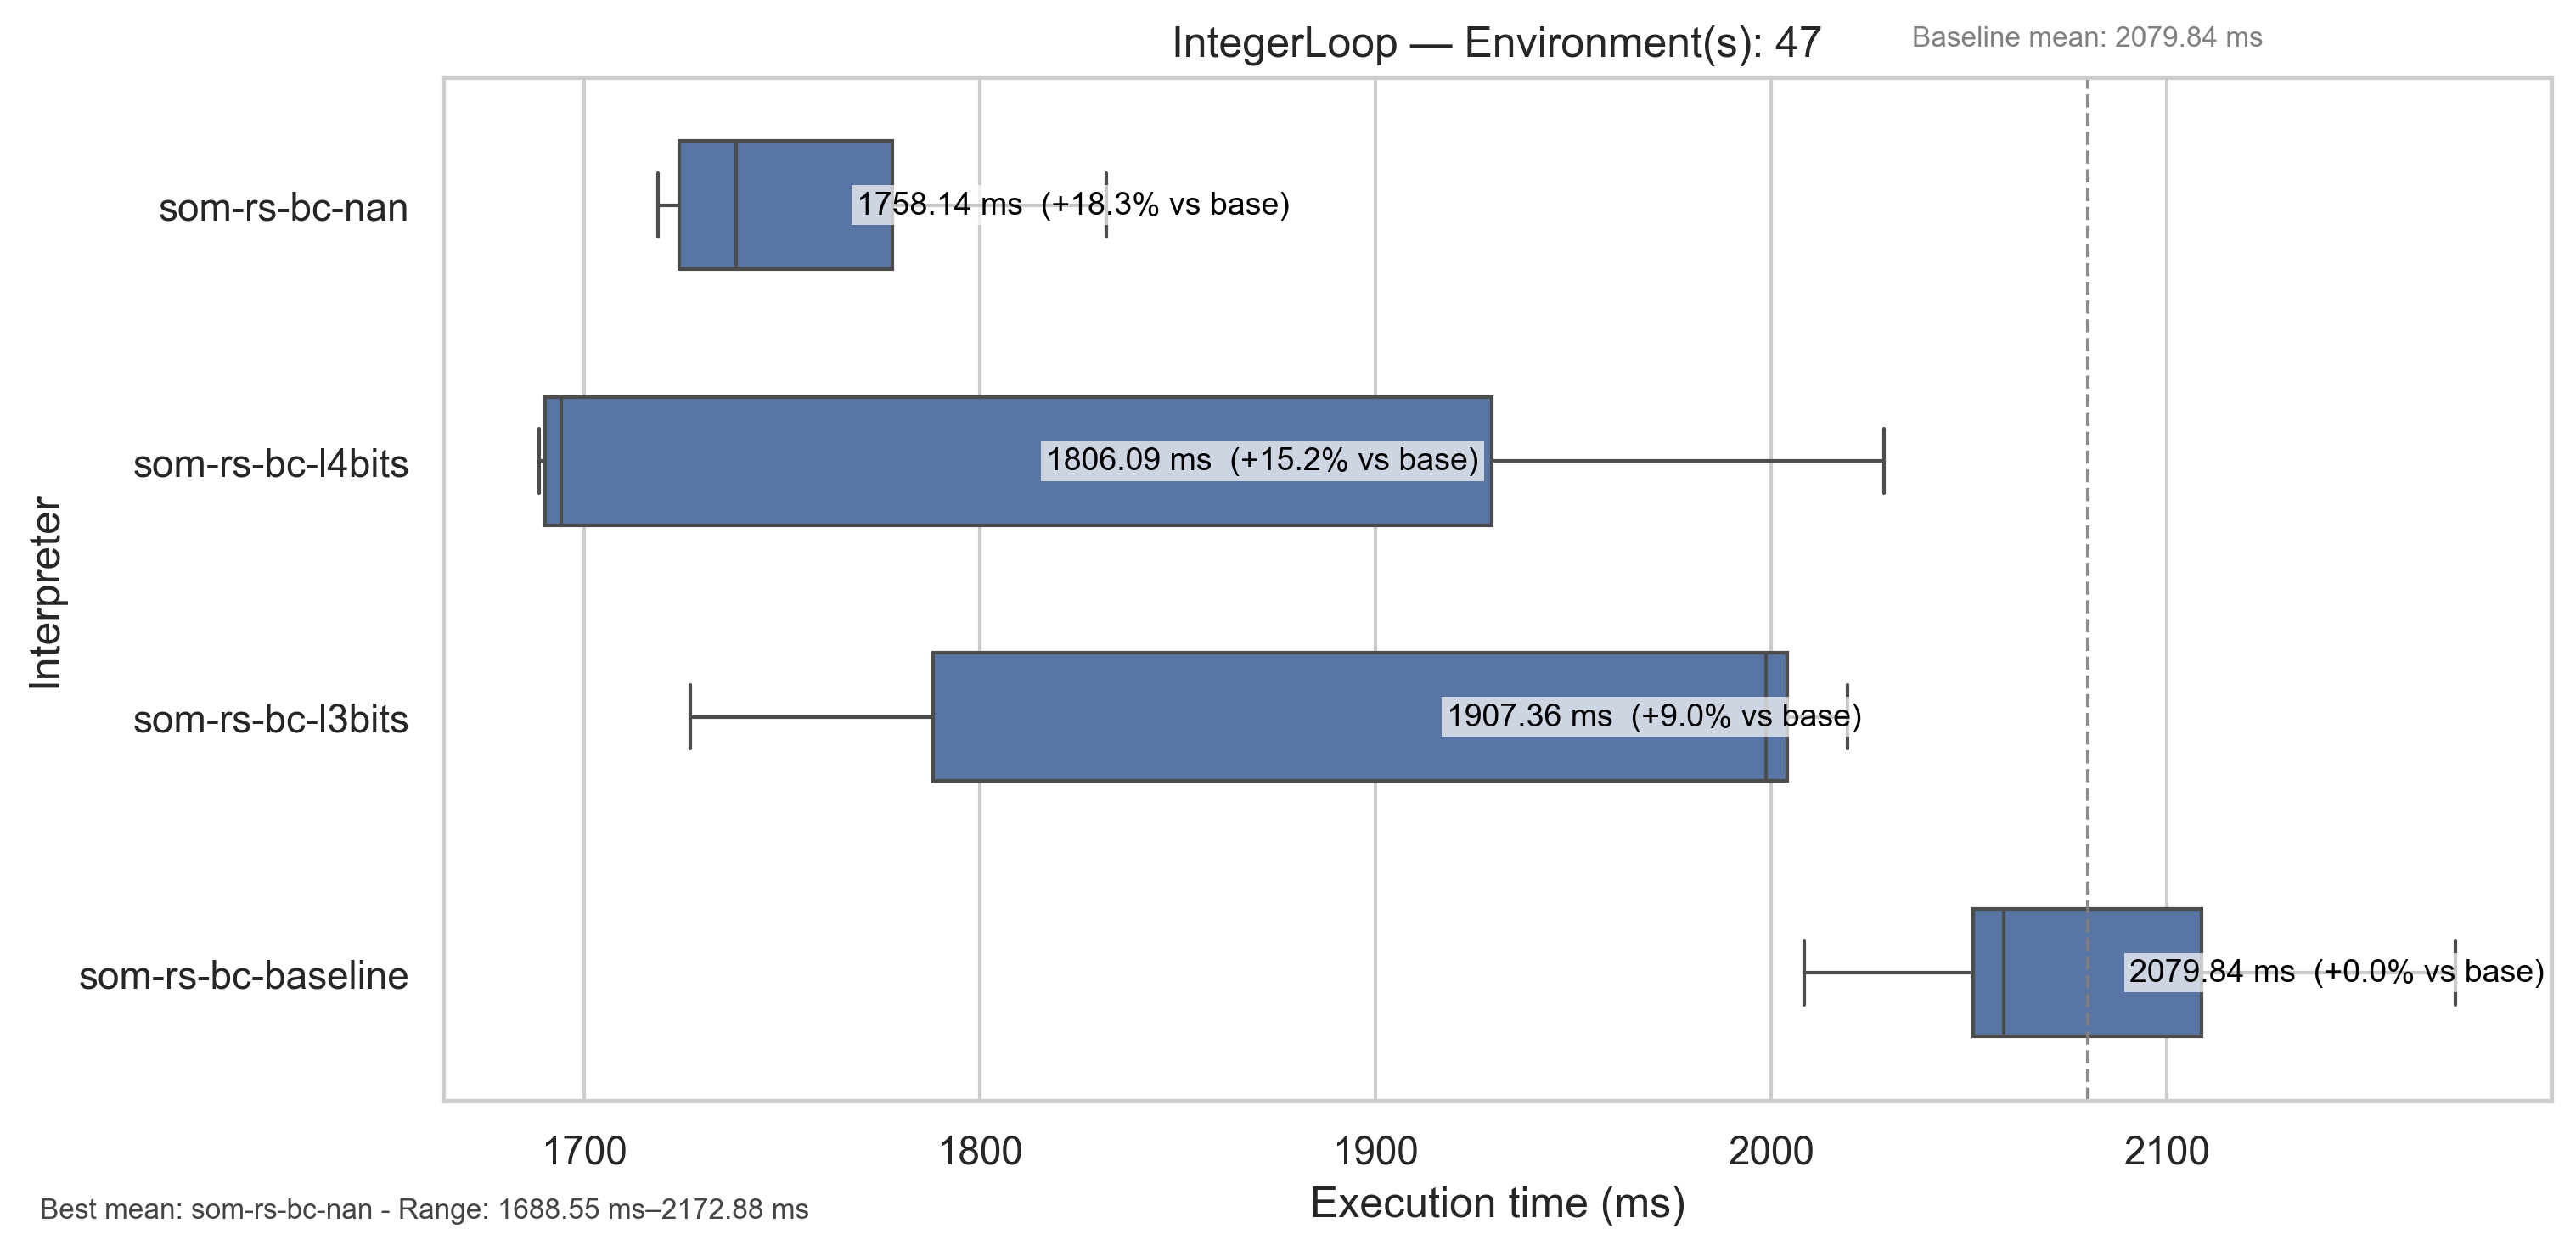 IntegerLoop — Environment(s): 47
Baseline mean: 2079.84 ms
som-rs-bc-nan
1758.14 ms (+18.3% vs base)
som-rs-bc-l4bits
1806.09 ms (+15.2% vs base)
Interpreter
som-rs-bc-l3bits
1907.36 ms (+9.0% vs base)
som-rs-bc-baseline
2079.84 ms (+0.0% vs base)
1700 1800 1900 2000 2100
Execution time (ms)
Best mean: som-rs-bc-nan - Range: 1688.55 ms–2172.88 ms